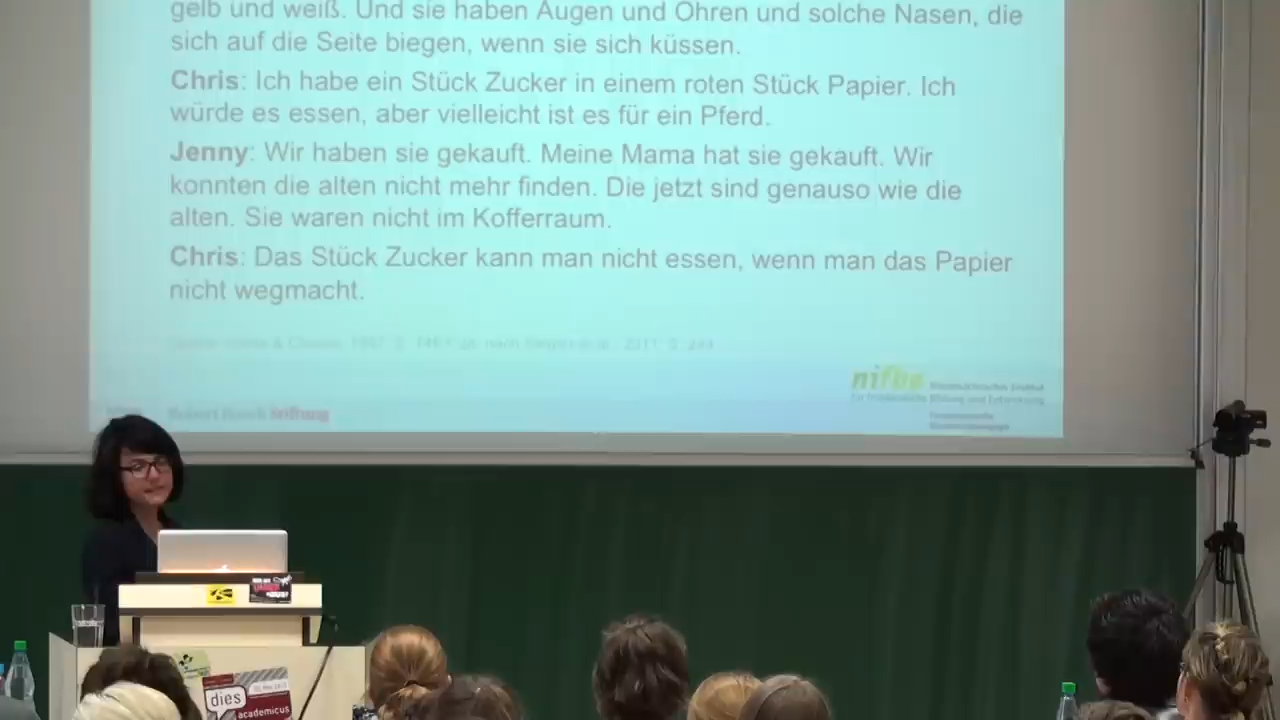 gelb und weiß. Und sie haben Augen und Ohren und solche Nasen, die
sich auf die Seite biegen, wenn sie sich küssen.
Chris: Ich habe ein Stück Zucker in einem roten Stück Papier. Ich
würde es essen, aber vielleicht ist es für ein Pferd.
Jenny: Wir haben sie gekauft. Meine Mama hat sie gekauft. Wir
konnten die alten nicht mehr finden. Die jetzt sind genauso wie die
alten. Sie waren nicht im Kofferraum.
Chris: Das Stück Zucker kann man nicht essen, wenn man das Papier
nicht wegmacht.
nifbe
Robert Bosch Stiftung
dies
academicus